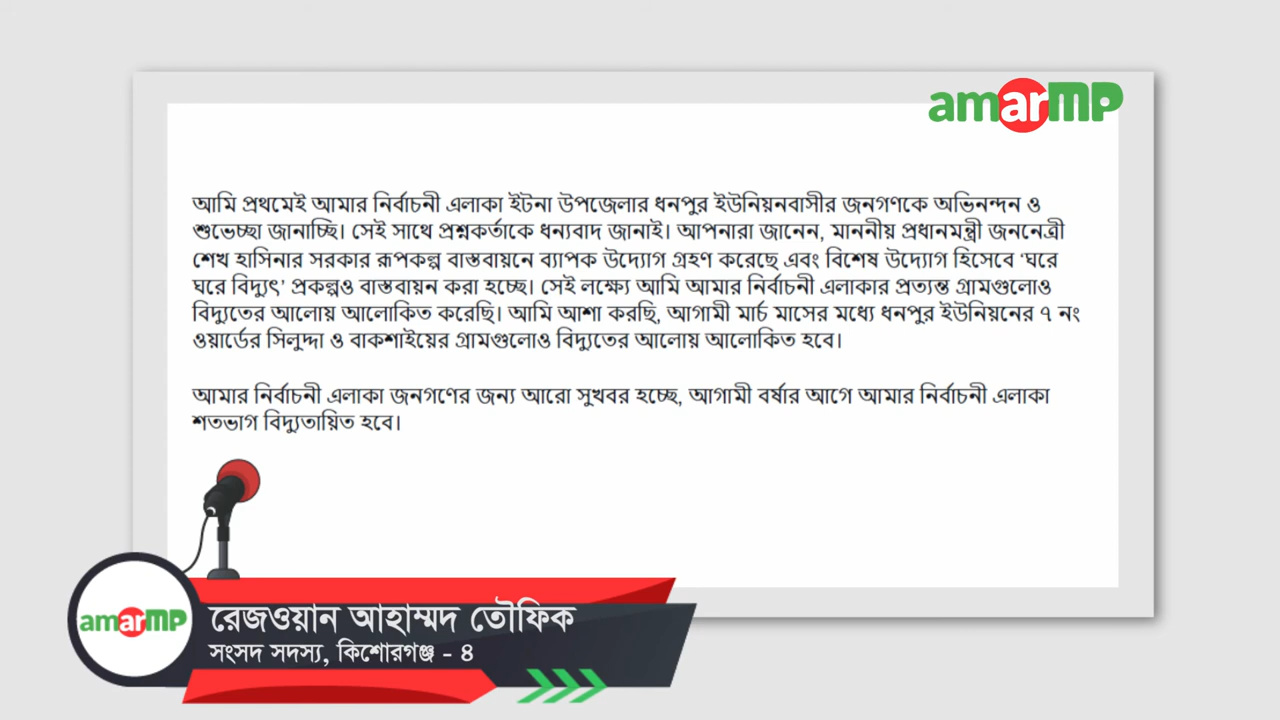 amarMP
আমি প্রথমেই আমার নির্বাচনী এলাকা ইটনা উপজেলার ধনপুর ইউনিয়নবাসীর জনগণকে অভিনন্দন ও
শুভেচ্ছা জানাচ্ছি। সেই সাথে প্রশ্নকর্তাকে ধন্যবাদ জানাই। আপনারা জানেন, মাননীয় প্রধানমন্ত্রী জননেত্রী
শেখ হাসিনার সরকার রূপকল্প বাস্তবায়নে ব্যাপক উদ্যোগ গ্রহণ করেছে এবং বিশেষ উদ্যোগ হিসেবে ‘ঘরে
ঘরে বিদ্যুৎ’ প্রকল্পও বাস্তবায়ন করা হচ্ছে। সেই লক্ষ্যে আমি আমার নির্বাচনী এলাকার প্রত্যন্ত গ্রামগুলোও
বিদ্যুতের আলোয় আলোকিত করেছি। আমি আশা করছি, আগামী মার্চ মাসের মধ্যে ধনপুর ইউনিয়নের ৭ নং
ওয়ার্ডের সিলুদ্দা ও বাকশাইয়ের গ্রামগুলোও বিদ্যুতের আলোয় আলোকিত হবে।
আমার নির্বাচনী এলাকা জনগণের জন্য আরো সুখবর হচ্ছে, আগামী বর্ষার আগে আমার নির্বাচনী এলাকা
শতভাগ বিদ্যুতায়িত হবে।
amarMP
রেজওয়ান আহাম্মদ তৌফিক
সংসদ সদস্য, কিশোরগঞ্জ - ৪